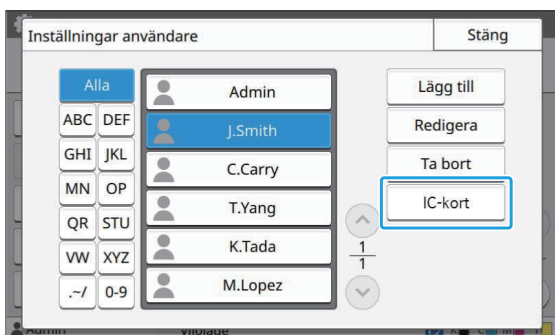 Inställningar användare
Stäng
Alla
ABC DEF
GHI JKL
MN OP
QR STU
VW XYZ
.~/ 0-9
Admin
J.Smith
C.Carry
T.Yang
K.Tada
M.Lopez
1
1
Lägg till
Redigera
Ta bort
IC-kort
Admin